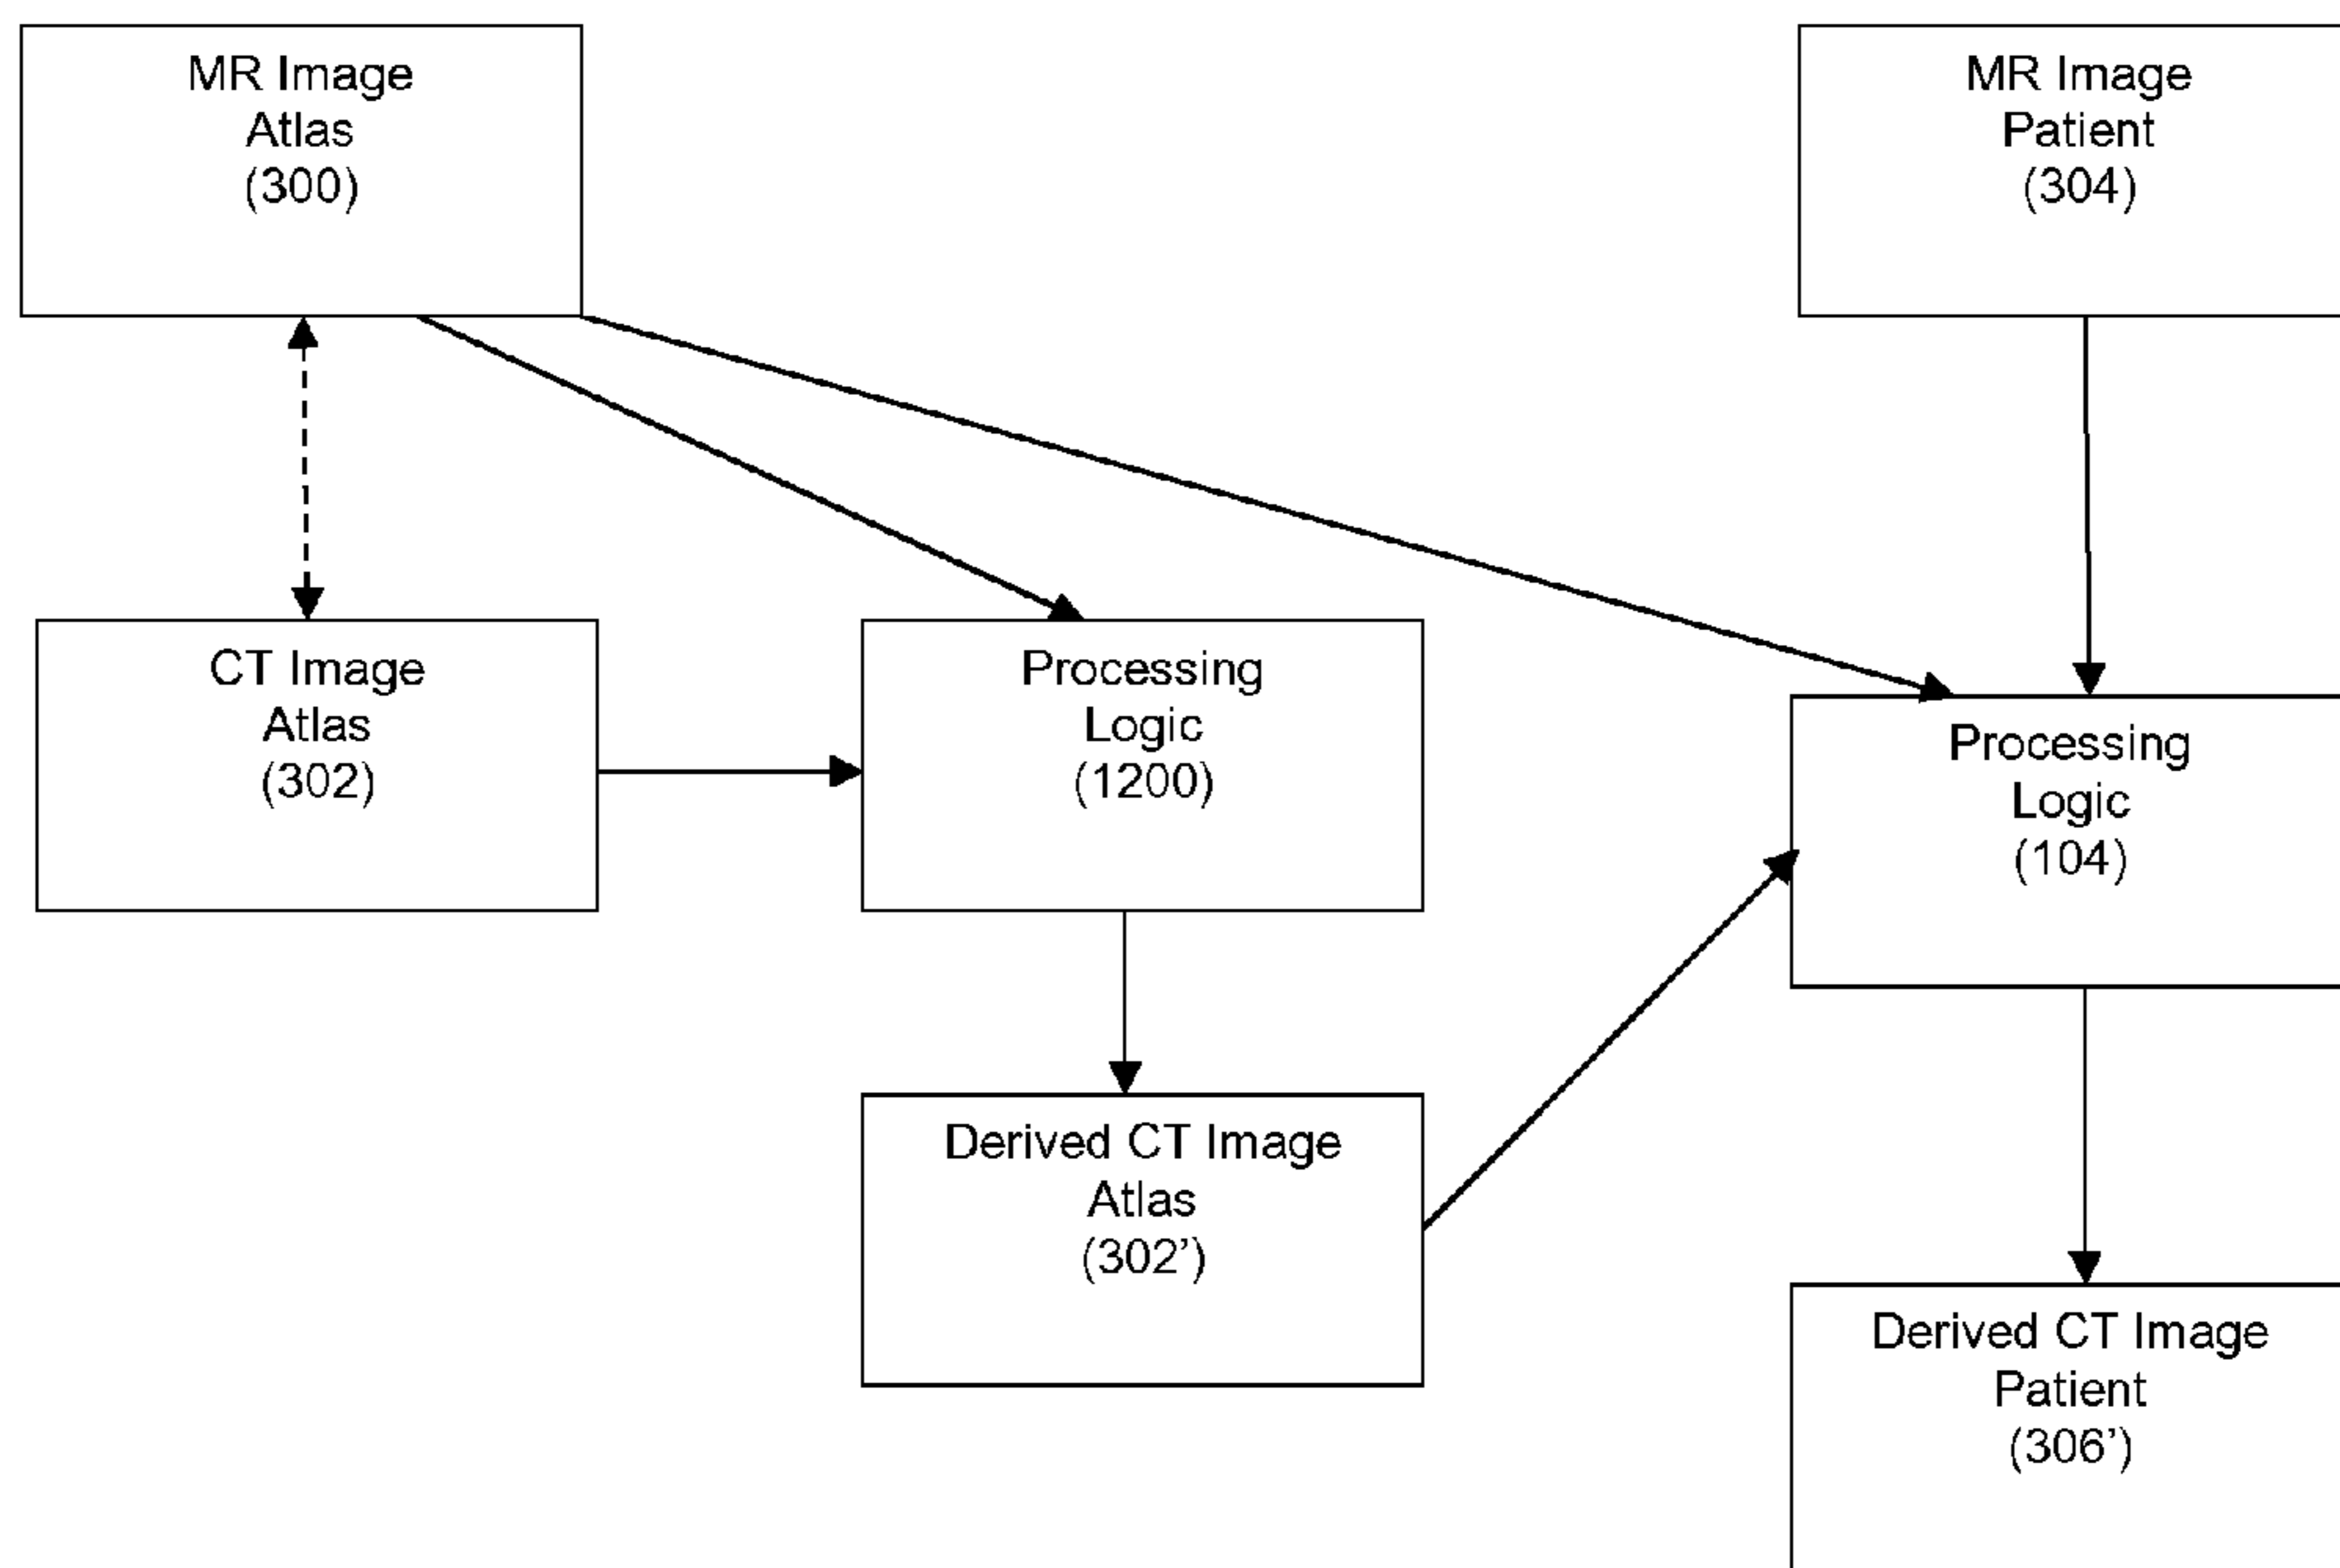 MR Image
Atlas
(300)
MR Image
Patient
(304)
CT Image
Atlas
(302)
Processing
Logic
(1200)
Processing
Logic
(104)
Derived CT Image
Atlas
(302’)
Derived CT Image
Patient
(306’)